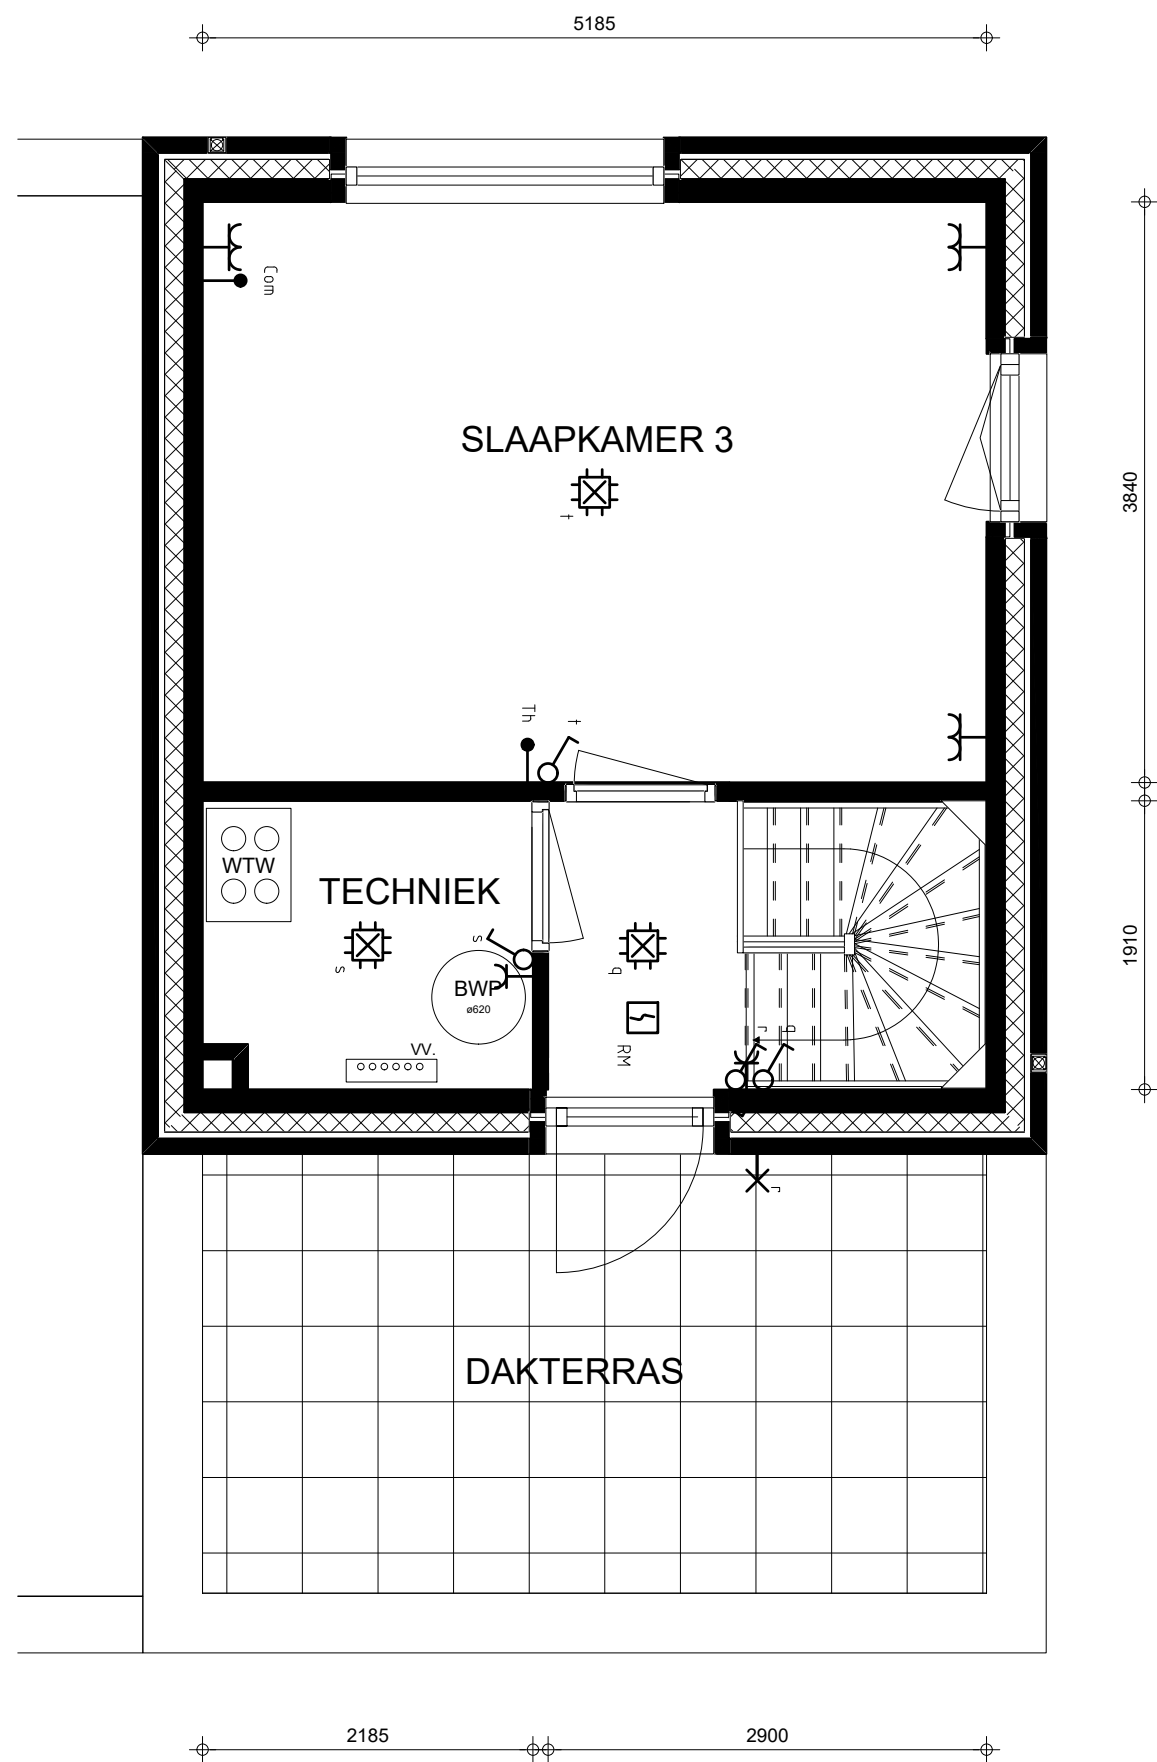 5185
Com
SLAAPKAMER 3
t
3840
Th
t
WTW
TECHNIEK
s
s
BWP
ø620
VV.
q
RM
r
q
1910
r
DAKTERRAS
2185
2900